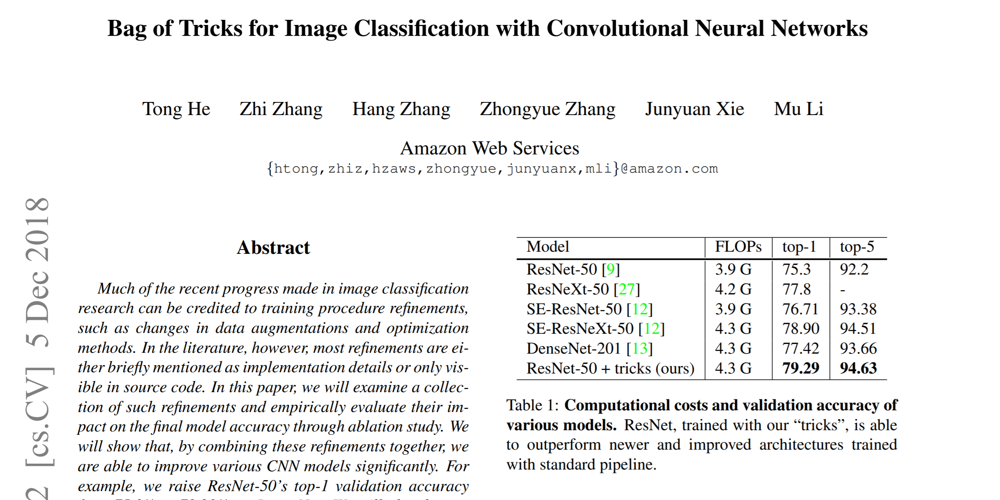 Bag of Tricks for Image Classification with Convolutional Neural Networks
Tong He Zhi Zhang Hang Zhang Zhongyue Zhang Junyuan Xie Mu Li
Amazon Web Services
{htong,zhiz,hzaws,zhongyue,junyuanx,mli}@amazon.com
2 [cs.CV] 5 Dec 2018
Abstract
Much of the recent progress made in image classification
research can be credited to training procedure refinements,
such as changes in data augmentations and optimization
methods. In the literature, however, most refinements are ei-
ther briefly mentioned as implementation details or only vis-
ible in source code. In this paper, we will examine a collec-
tion of such refinements and empirically evaluate their im-
pact on the final model accuracy through ablation study. We
will show that, by combining these refinements together, we
are able to improve various CNN models significantly. For
example, we raise ResNet-50's top-1 validation accuracy
Model FLOPs top-1 top-5
ResNet-50 [9] 3.9 G 75.3 92.2
ResNeXt-50 [27] 4.2 G 77.8 -
SE-ResNet-50 [12] 3.9 G 76.71 93.38
SE-ResNeXt-50 [12] 4.3 G 78.90 94.51
DenseNet-201 [13] 4.3 G 77.42 93.66
ResNet-50 + tricks (ours) 4.3 G 79.29 94.63
Table 1: Computational costs and validation accuracy of
various models. ResNet, trained with our “tricks”, is able
to outperform newer and improved architectures trained
with standard pipeline.